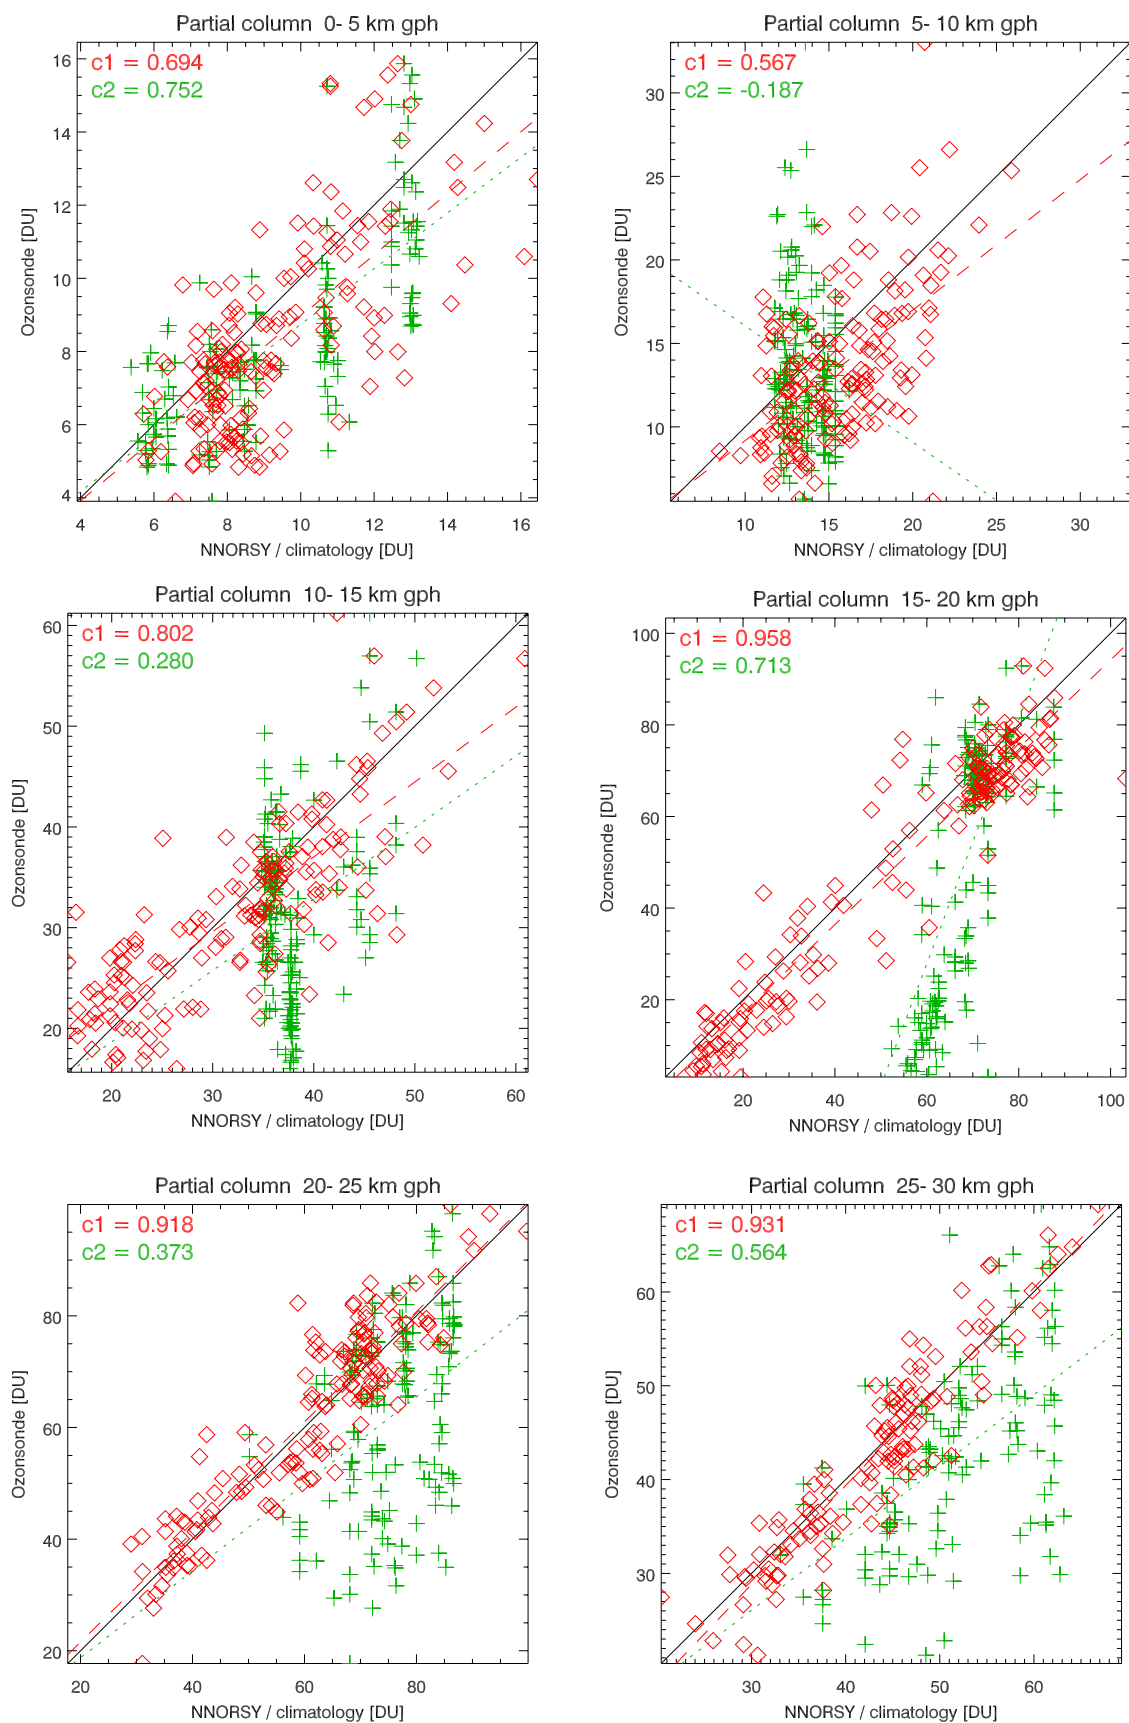 Partial column 0- 5 km gph
c1 = 0.694
c2 = 0.752
16
14
12
10
8
6
4
Ozonsonde [DU]
4 6 8 10 12 14 16
NNORSY / climatology [DU]
Partial column 5- 10 km gph
c1 = 0.567
c2 = -0.187
30
25
20
15
10
Ozonsonde [DU]
10 15 20 25 30
NNORSY / climatology [DU]
Partial column 10- 15 km gph
c1 = 0.802
c2 = 0.280
60
50
40
30
20
Ozonsonde [DU]
20 30 40 50 60
NNORSY / climatology [DU]
Partial column 15- 20 km gph
c1 = 0.958
c2 = 0.713
100
80
60
40
20
Ozonsonde [DU]
20 40 60 80 100
NNORSY / climatology [DU]
Partial column 20- 25 km gph
c1 = 0.918
c2 = 0.373
80
60
40
20
Ozonsonde [DU]
20 40 60 80
NNORSY / climatology [DU]
Partial column 25- 30 km gph
c1 = 0.931
c2 = 0.564
60
50
40
30
Ozonsonde [DU]
30 40 50 60
NNORSY / climatology [DU]